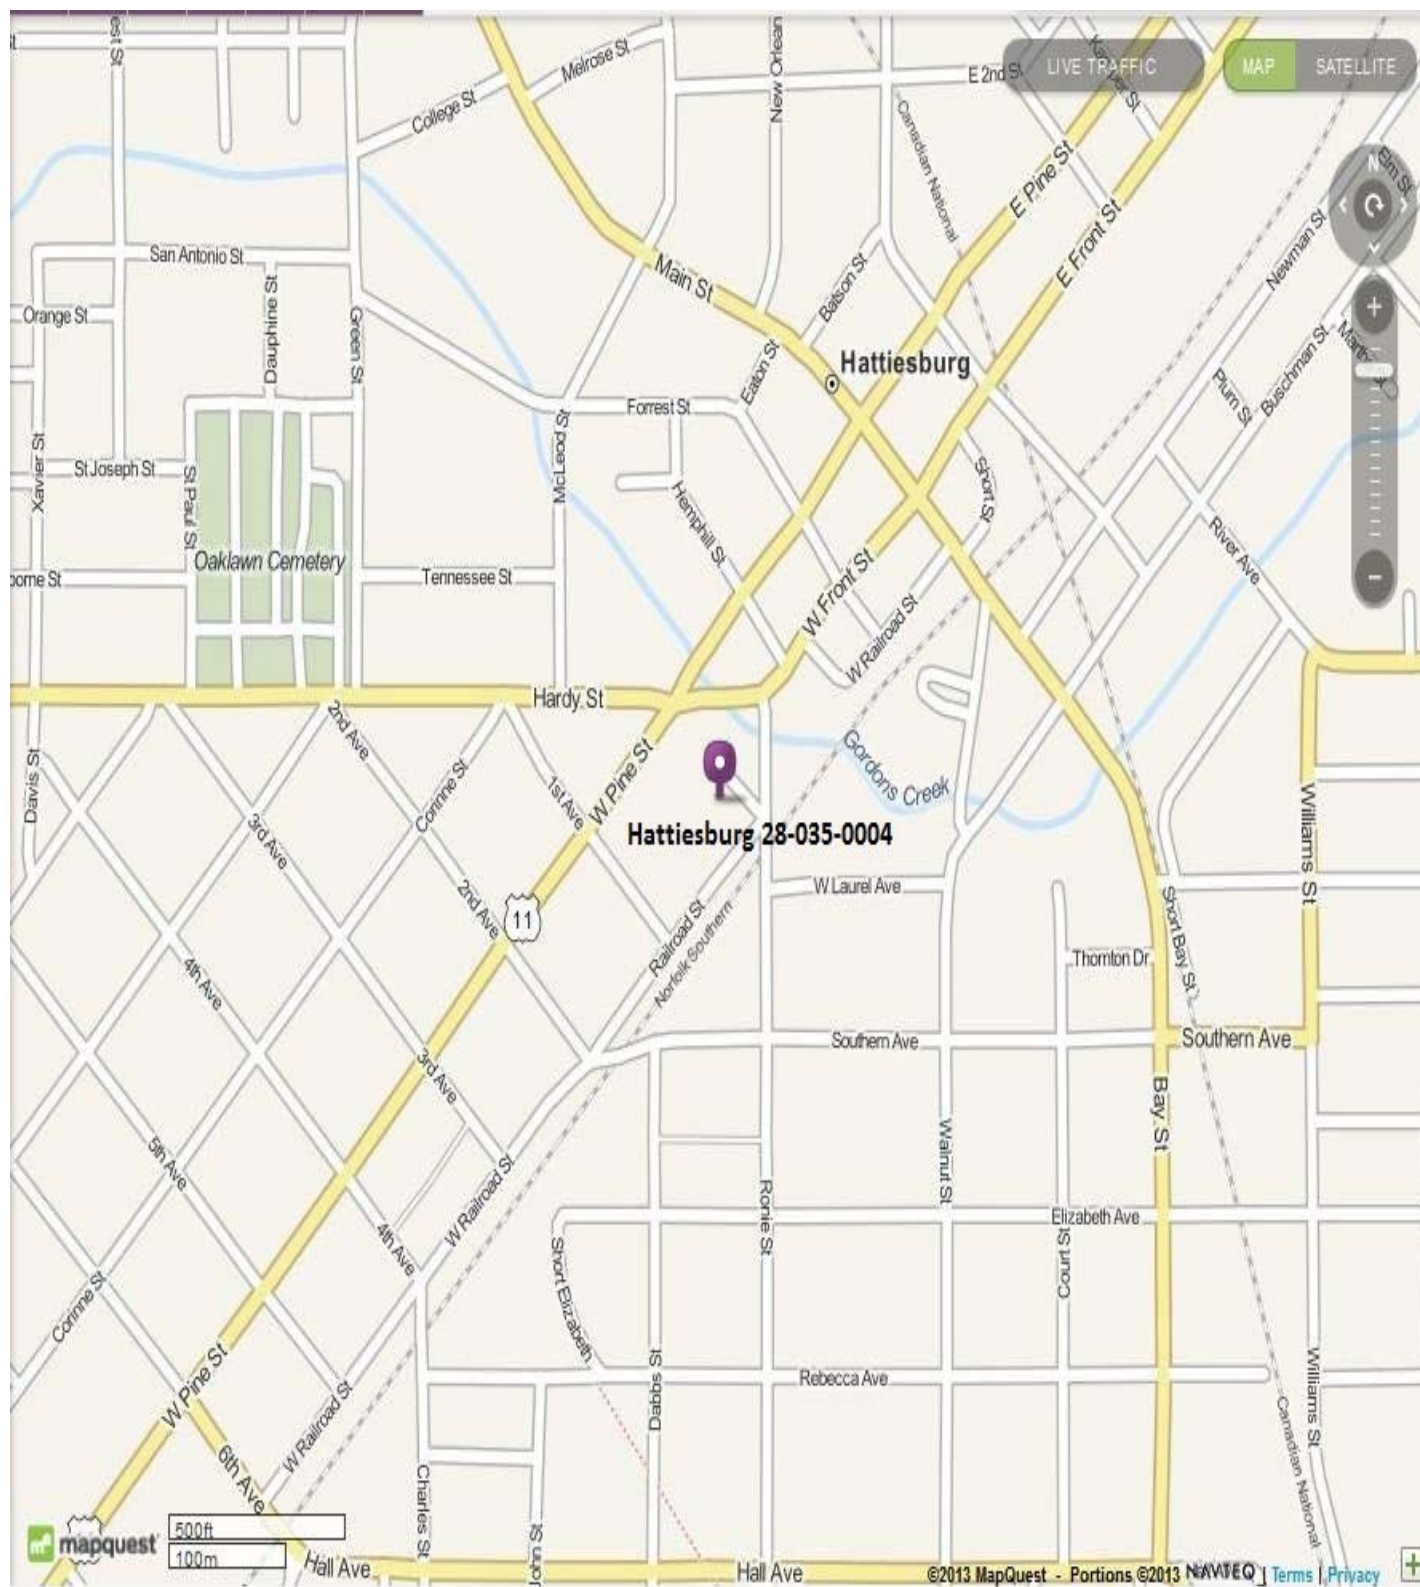 Melrose St
New Orlean
E 2nd St
LIVE TRAFFIC
MAP
SATELLITE
College St
Canadian National
E Pine St
N
Elm St
San Antonio St
Main St
Batson St
E Front St
Newman St
Orange St
Dauphine St
Green St
Eaton St
Hattiesburg
Plum St
Buschman St
Forrest St
Xavier St
St Joseph St
St Paul St
McLeod St
Hemphill St
Short St
River Ave
Oaklawn Cemetery
Tennessee St
W Front St
W Railroad St
Hardy St
2nd Ave
Davis St
Corinne St
1st Ave
W Pine St
Gordons Creek
Williams St
3rd Ave
Hattiesburg 28-035-0004
W Laurel Ave
2nd Ave
11
Railroad St
Norfolk Southern
Short Bay St
Thornton Dr
4th Ave
Southern Ave
Southern Ave
3rd Ave
Bay St
5th Ave
W Railroad St
Ronie St
Walnut St
4th Ave
Elizabeth Ave
Court St
Short Elizabeth
Corinne St
W Pine St
Dabbs St
Rebecca Ave
Williams St
W Railroad St
6th Ave
Charles St
Canadian National
John St
500ft
100m
mapquest
Hall Ave
Hall Ave
©2013 MapQuest - Portions ©2013 NAVTEQ | Terms | Privacy